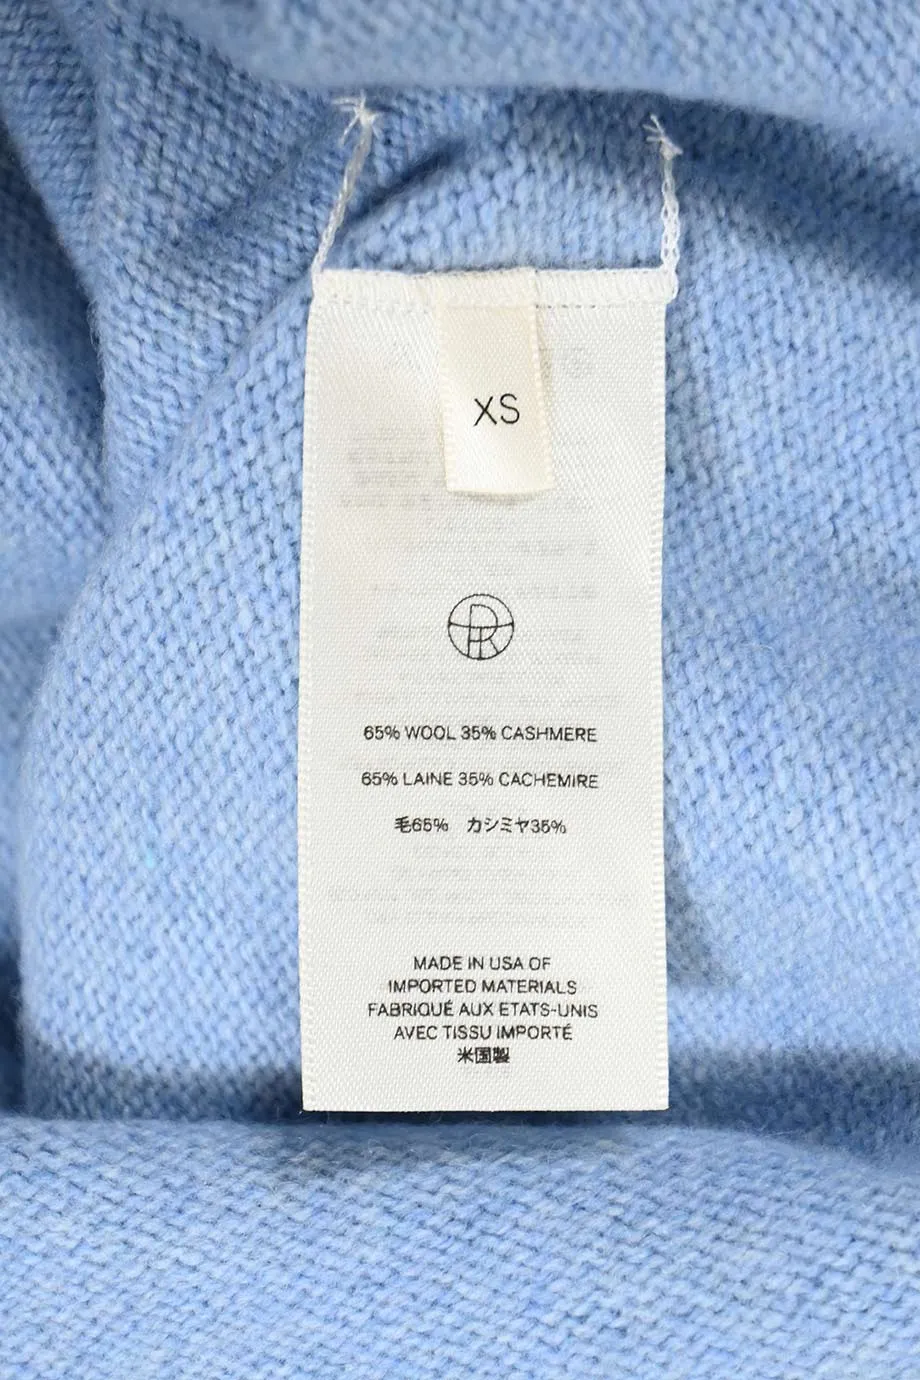 XS
65% WOOL 35% CASHMERE
65% LAINE 35% CACHEMIRE
毛65% カシミヤ35%
MADE IN USA OF
IMPORTED MATERIALS
FABRIQUÉ AUX ETATS-UNIS
AVEC TISSU IMPORTÉ
米国製